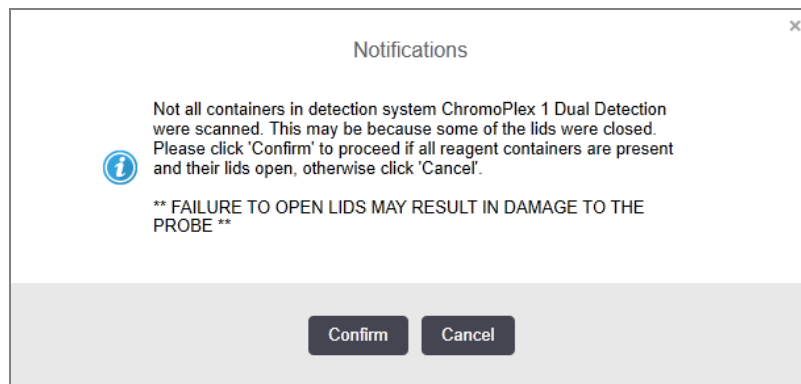 ×
Notifications
Not all containers in detection system ChromoPlex 1 Dual Detection
were scanned. This may be because some of the lids were closed.
Please click 'Confirm' to proceed if all reagent containers are present
and their lids open, otherwise click 'Cancel'.
** FAILURE TO OPEN LIDS MAY RESULT IN DAMAGE TO THE
PROBE **
Confirm Cancel